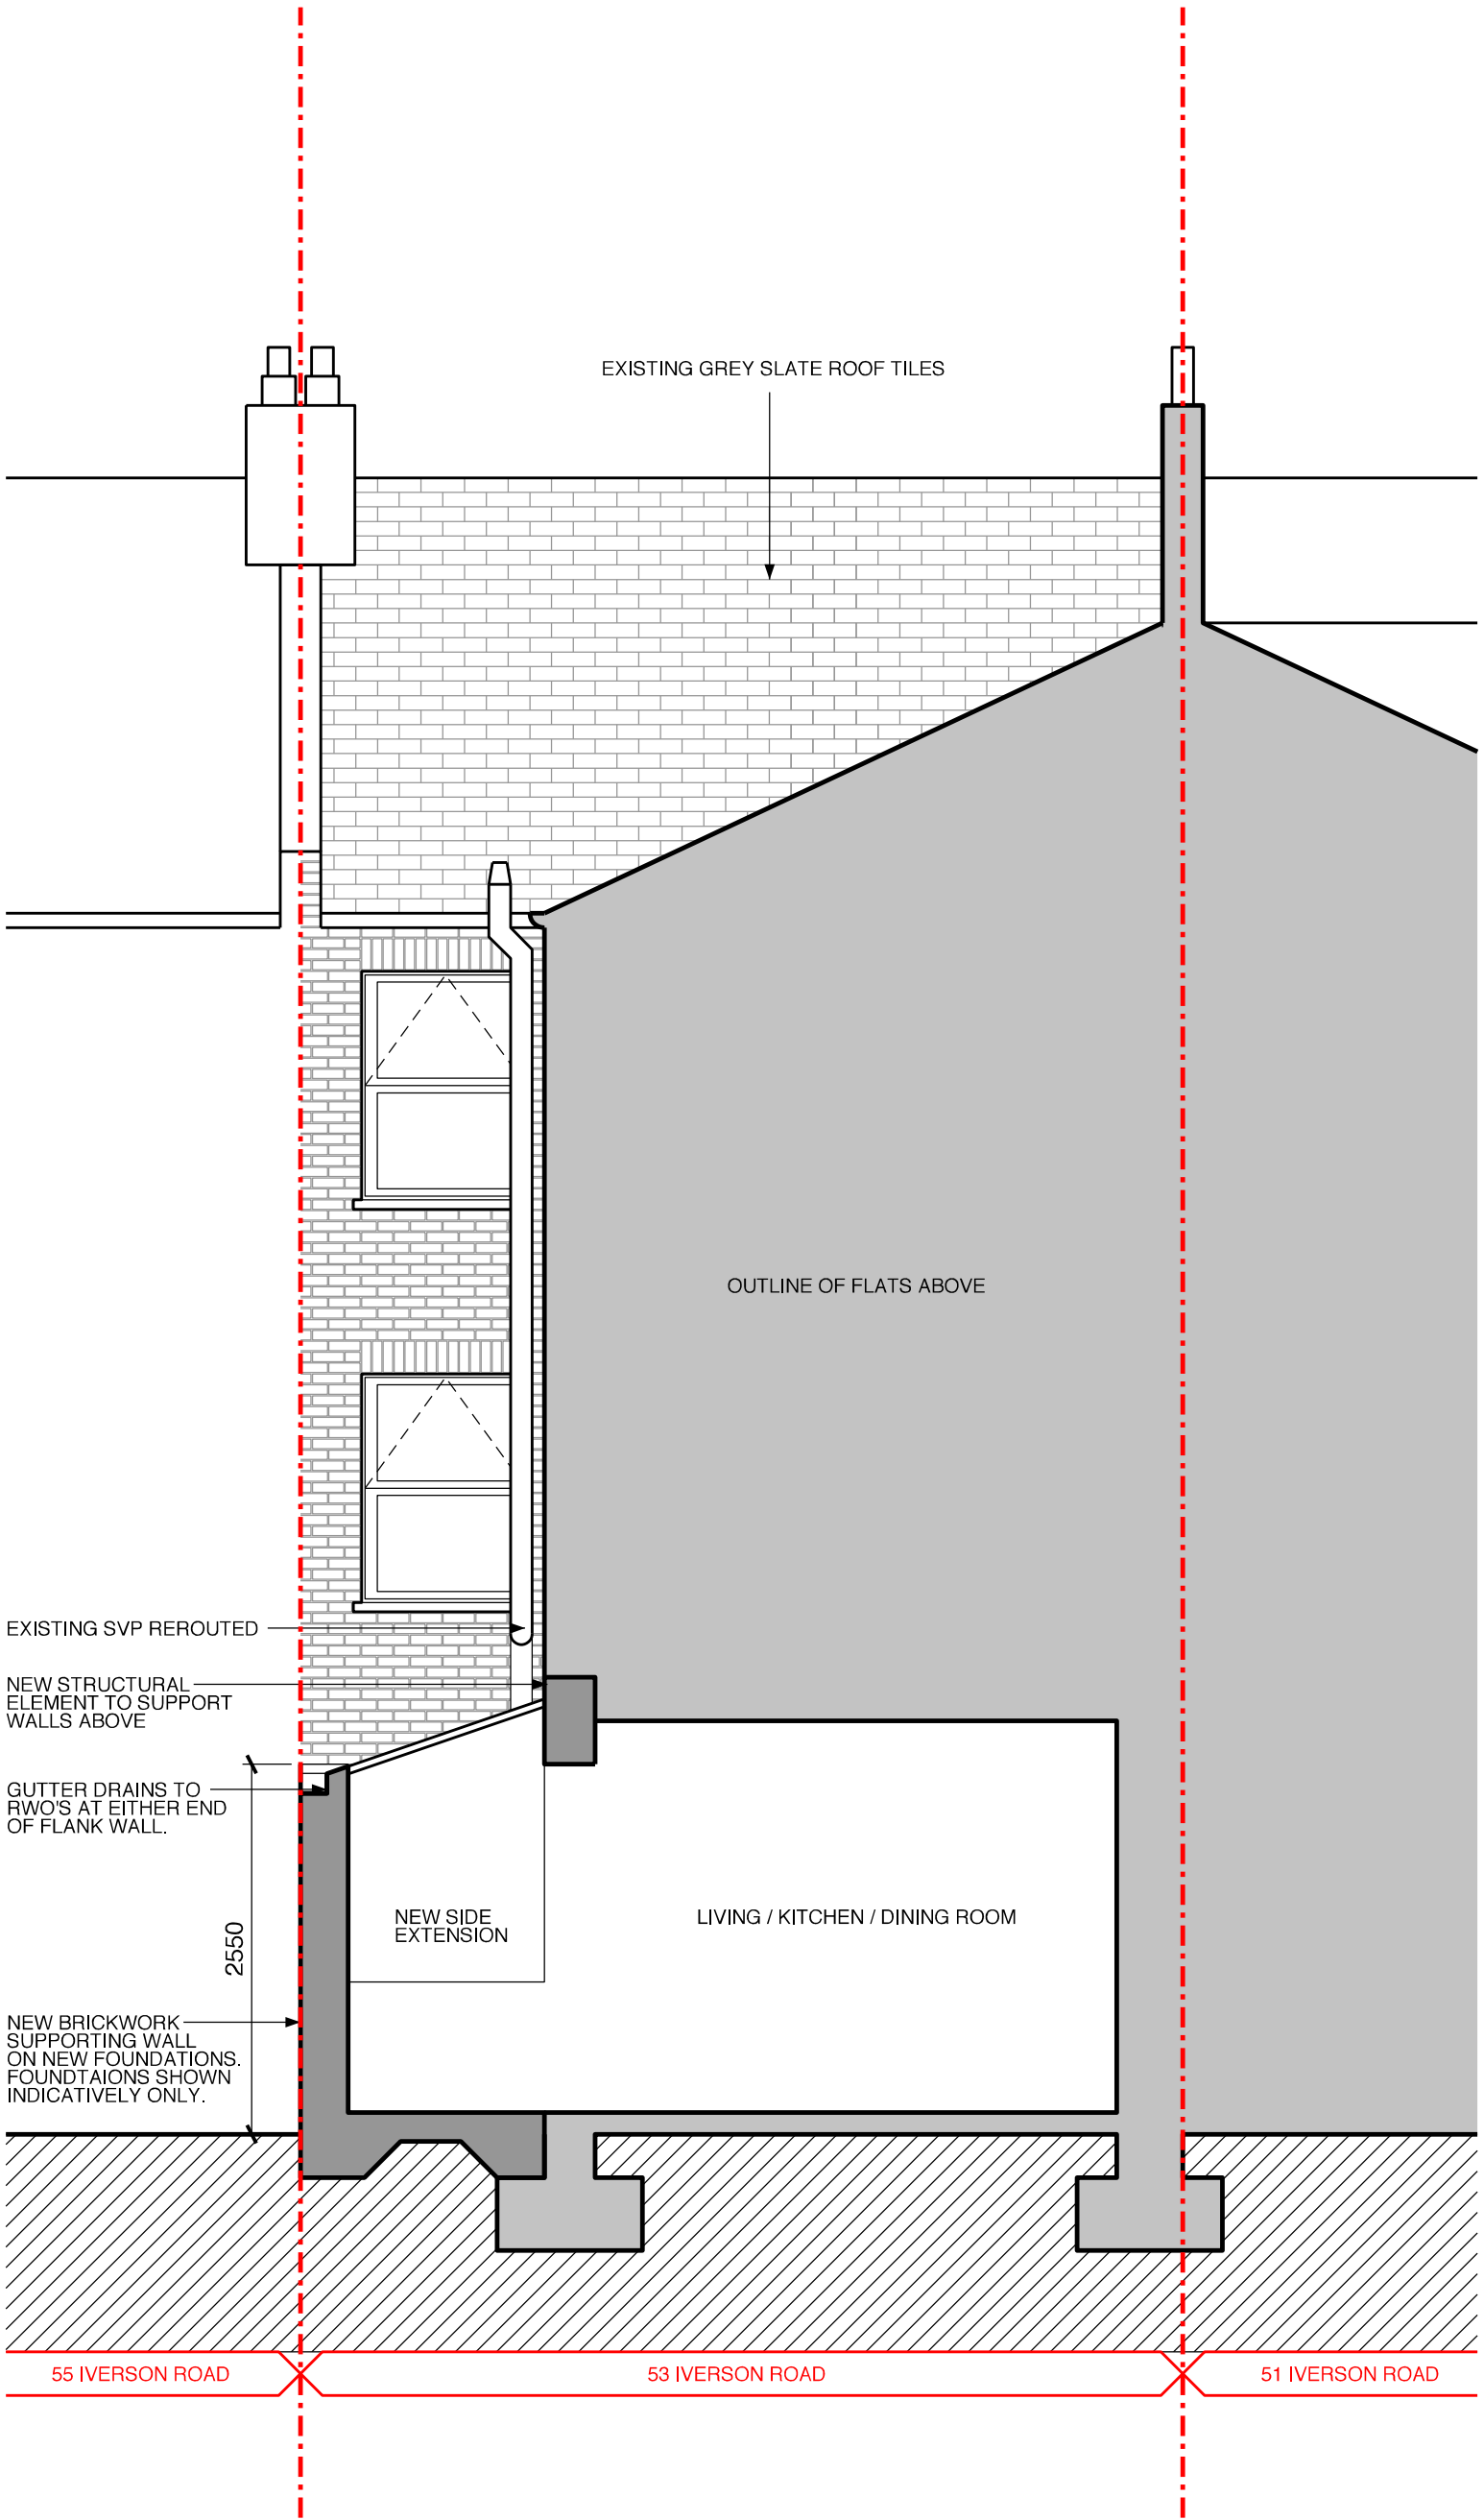 EXISTING GREY SLATE ROOF TILES
OUTLINE OF FLATS ABOVE
EXISTING SVP REROUTED
NEW STRUCTURAL
ELEMENT TO SUPPORT
WALLS ABOVE
GUTTER DRAINS TO
RWO'S AT EITHER END
OF FLANK WALL.
NEW SIDE
EXTENSION
LIVING / KITCHEN / DINING ROOM
2550
NEW BRICKWORK
SUPPORTING WALL
ON NEW FOUNDATIONS.
FOUNDTAIONS SHOWN
INDICATIVELY ONLY.
55 IVERSON ROAD
53 IVERSON ROAD
51 IVERSON ROAD